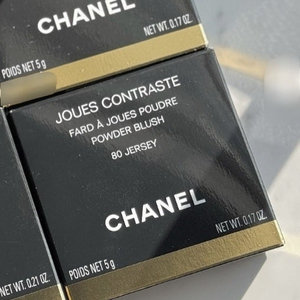 CHANEL
POIDS NET 5 g
NET WT. 0.17 OZ.
JOUES CONTRASTE
FARD À JOUES POUDRE
POWDER BLUSH
80 JERSEY
CHANEL
POIDS NET 5 g
NET WT. 0.17 OZ.
NET WT. 0.21 OZ.